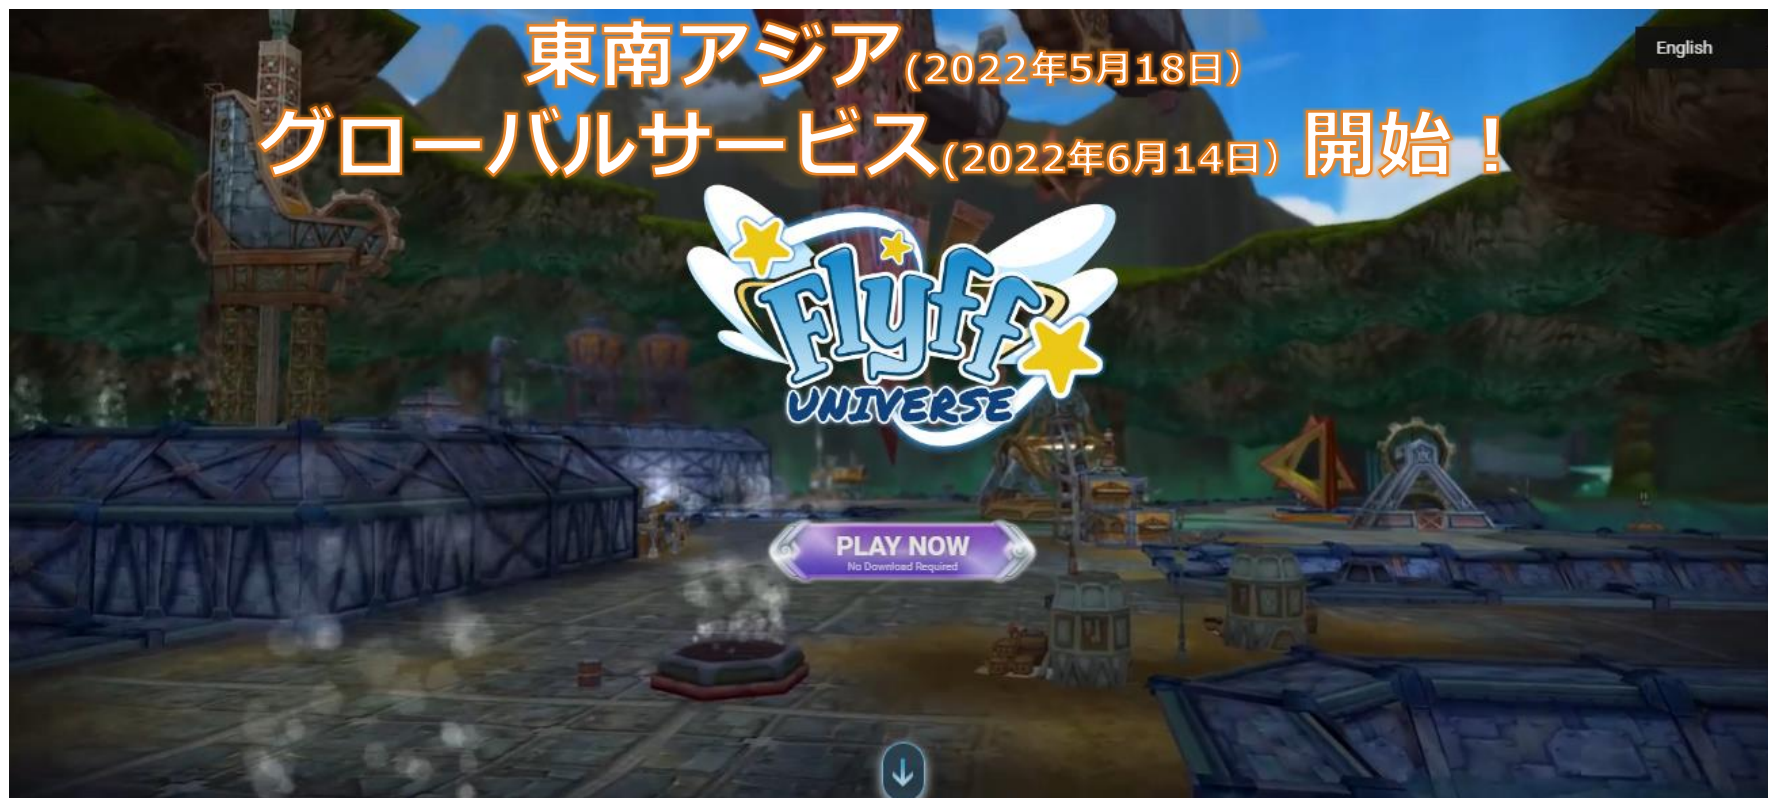 東南アジア(2022年5月18日）
English
グローバルサービス(2022年6月14日）開始！
Flyff
UNIVERSE
PLAY NOW
No Download Required